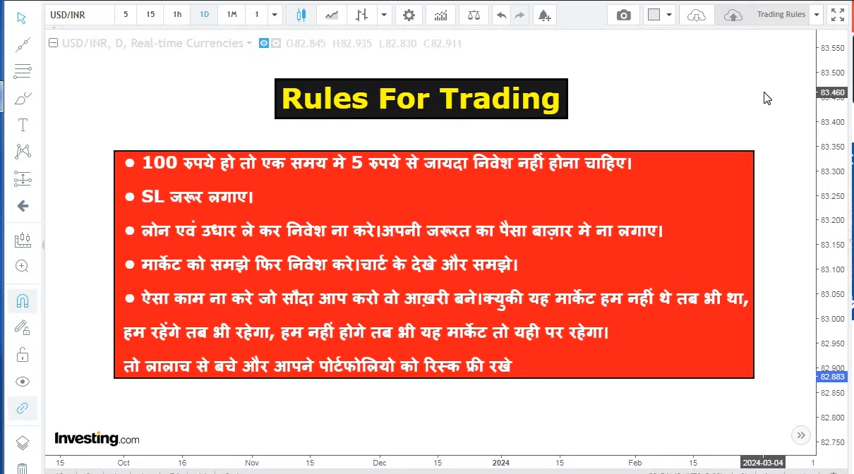 USD/INR 5 15 1h 1D 1M 1 Trading Rules
USD/INR, D, Real-time Currencies O82.845 H82.935 L82.830 C82.911
Rules For Trading
● 100 रुपये हो तो एक समय मे 5 रुपये से जायदा निवेश नहीं होना चाहिए।
● SL जरूर लगाए।
● लोन एवं उधार ले कर निवेश ना करे।अपनी जरूरत का पैसा बाज़ार मे ना लगाए।
● मार्केट को समझे फिर निवेश करे।चार्ट के देखे और समझे।
● ऐसा काम ना करे जो सौदा आप करो वो आख़री बने।क्युकी यह मार्केट हम नहीं थे तब भी था,
हम रहेंगे तब भी रहेगा, हम नहीं होगे तब भी यह मार्केट तो यही पर रहेगा।
तो लालाच से बचे और आपने पोर्टफोलियो को रिस्क फ्री रखे
83.550
83.500
83.460
83.400
83.350
83.300
83.250
83.200
83.150
83.100
83.050
83.000
82.950
82.883
82.850
82.800
82.750
Investing.com
15 Oct 16 Nov 15 Dec 15 2024 15 Feb 15 2024-03-04 1